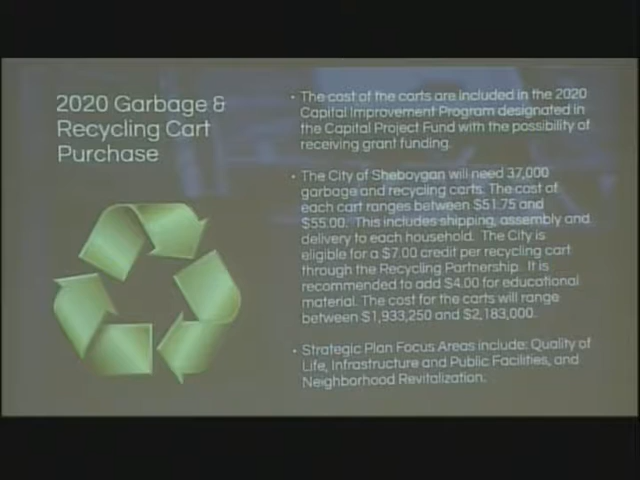 2020 Garbage &
Recycling Cart
Purchase
• The cost of the carts are included in the 2020
Capital Improvement Program designated in
the Capital Project Fund with the possibility of
receiving grant funding.
• The City of Sheboygan will need 37,000
garbage and recycling carts. The cost of
each cart ranges between $51.75 and
$55.00. This includes shipping, assembly and
delivery to each household. The City is
eligible for a $7.00 credit per recycling cart
through the Recycling Partnership. It is
recommended to add $4.00 for educational
material. The cost for the carts will range
between $1,933,250 and $2,183,000.
• Strategic Plan Focus Areas include: Quality of
Life, Infrastructure and Public Facilities, and
Neighborhood Revitalization.